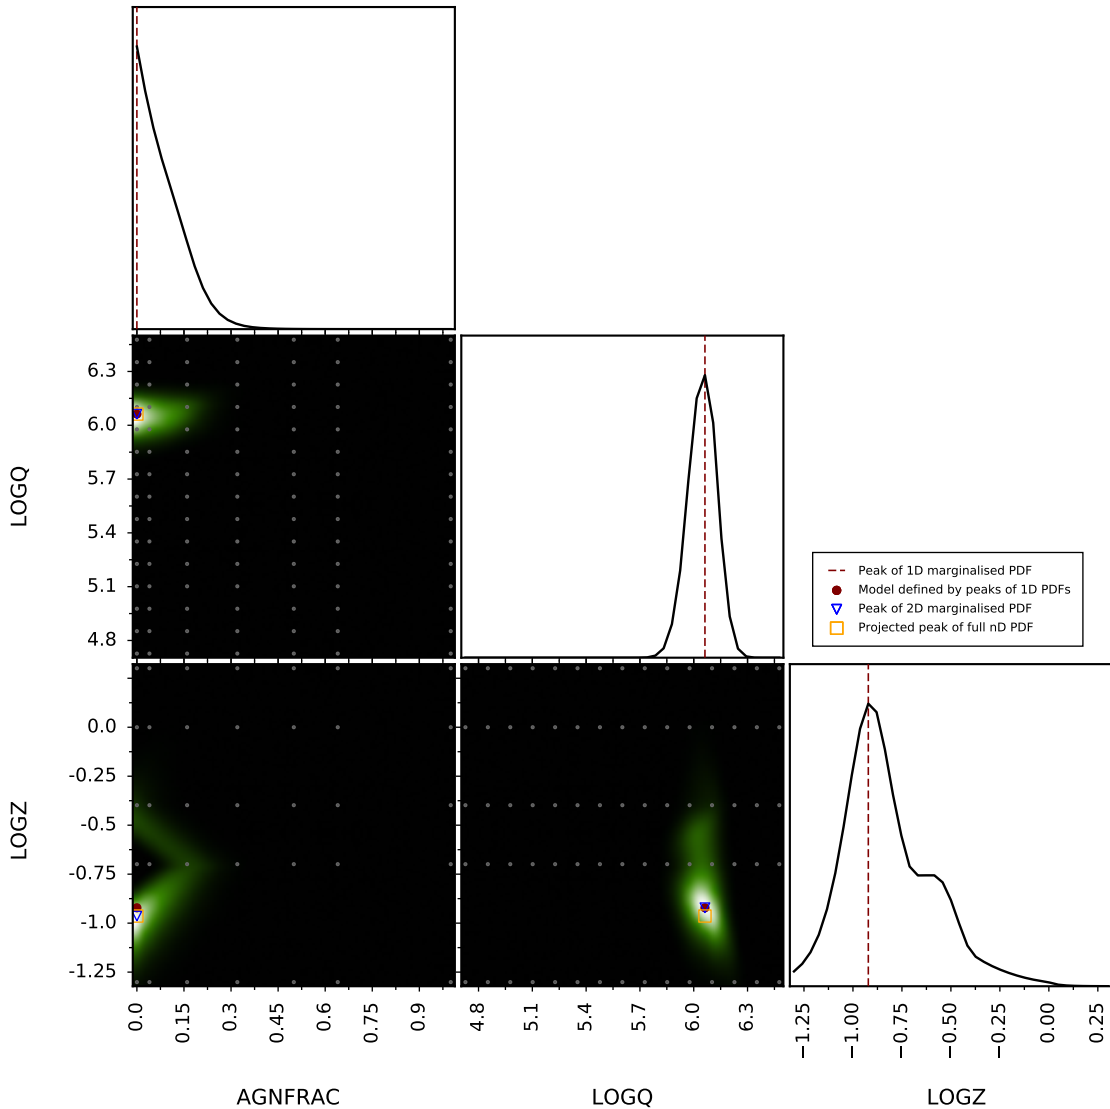 6.3
6.0
5.7
5.4
5.1
4.8
LOGQ
Peak of 1D marginalised PDF
Model defined by peaks of 1D PDFs
Peak of 2D marginalised PDF
Projected peak of full nD PDF
0.0
-0.25
-0.5
-0.75
-1.0
-1.25
LOGZ
0.0 0.15 0.3 0.45 0.6 0.75 0.9
4.8 5.1 5.4 5.7 6.0 6.3
−1.25 −1.00 −0.75 −0.50 −0.25 0.00 0.25
AGNFRAC LOGQ LOGZ